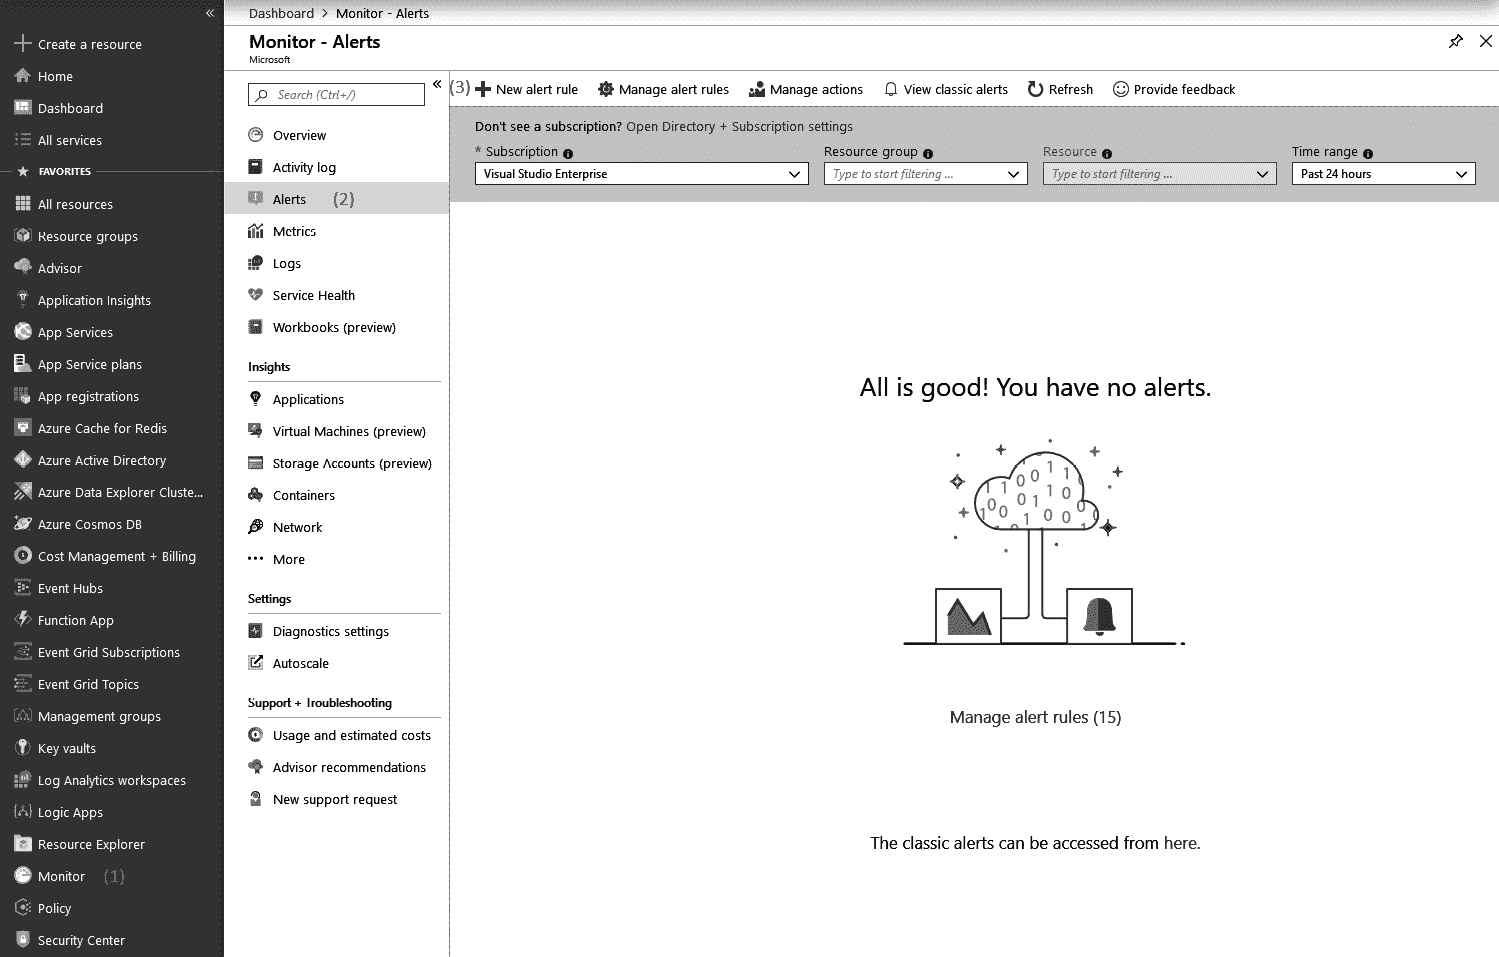 «
Create a resource
Home
Dashboard
All services
FAVORITES
All resources
Resource groups
Advisor
Application Insights
App Services
App Service plans
App registrations
Azure Cache for Redis
Azure Active Directory
Azure Data Explorer Cluste...
Azure Cosmos DB
Cost Management + Billing
Event Hubs
Function App
Event Grid Subscriptions
Event Grid Topics
Management groups
Key vaults
Log Analytics workspaces
Logic Apps
Resource Explorer
Monitor (1)
Policy
Security Center
Dashboard > Monitor - Alerts
Monitor - Alerts
Microsoft
Search (Ctrl+/)
«
Overview
Activity log
Alerts (2)
Metrics
Logs
Service Health
Workbooks (preview)
Insights
Applications
Virtual Machines (preview)
Storage Accounts (preview)
Containers
Network
More
Settings
Diagnostics settings
Autoscale
Support + Troubleshooting
Usage and estimated costs
Advisor recommendations
New support request
(3) New alert rule Manage alert rules Manage actions View classic alerts Refresh Provide feedback
Don't see a subscription? Open Directory + Subscription settings
* Subscription Resource group Resource Time range
Visual Studio Enterprise Type to start filtering ... Type to start filtering ... Past 24 hours
All is good! You have no alerts.
Manage alert rules (15)
The classic alerts can be accessed from here.